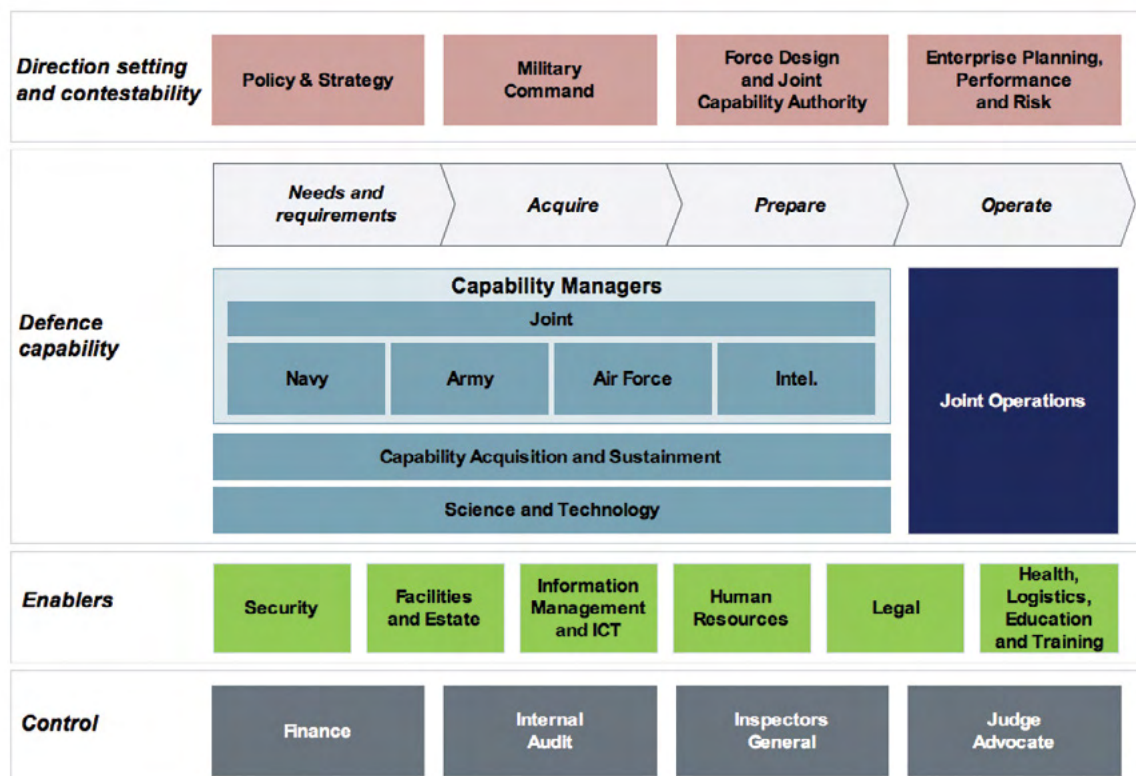 Direction setting
and contestability
Policy & Strategy
Military
Command
Force Design
and Joint
Capability Authority
Enterprise Planning,
Performance
and Risk
Defence
capability
Needs and
requirements
Acquire
Prepare
Operate
Capability Managers
Joint
Navy
Army
Air Force
Intel.
Capability Acquisition and Sustainment
Science and Technology
Joint Operations
Enablers
Security
Facilities
and Estate
Information
Management
and ICT
Human
Resources
Legal
Health,
Logistics,
Education
and Training
Control
Finance
Internal
Audit
Inspectors
General
Judge
Advocate